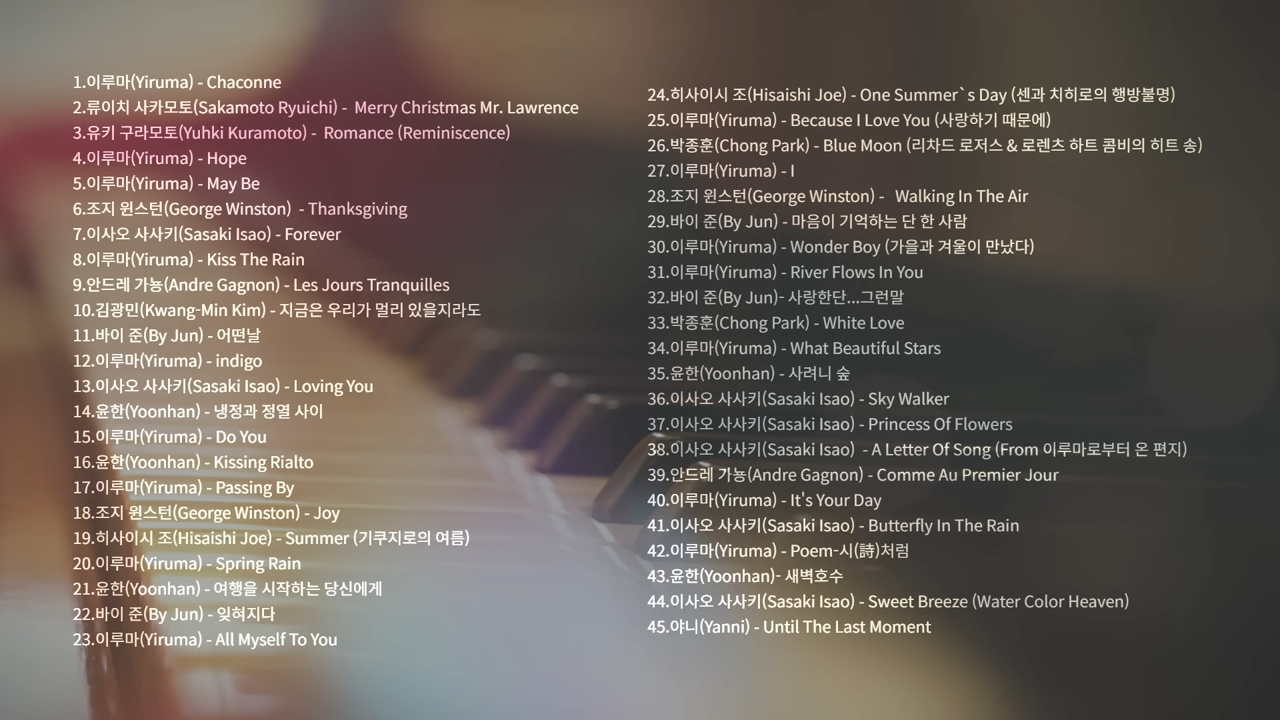 1.이루마(Yiruma) - Chaconne
2.류이치 사카모토(Sakamoto Ryuichi) -  Merry Christmas Mr. Lawrence
3.유키 구라모토(Yuhki Kuramoto) -  Romance (Reminiscence)
4.이루마(Yiruma) - Hope
5.이루마(Yiruma) - May Be
6.조지 윈스턴(George Winston)  - Thanksgiving
7.이사오 사사키(Sasaki Isao) - Forever
8.이루마(Yiruma) - Kiss The Rain
9.안드레 가뇽(Andre Gagnon) - Les Jours Tranquilles
10.김광민(Kwang-Min Kim) - 지금은 우리가 멀리 있을지라도
11.바이 준(By Jun) - 어떤날
12.이루마(Yiruma) - indigo
13.이사오 사사키(Sasaki Isao) - Loving You
14.윤한(Yoonhan) - 냉정과 정열 사이
15.이루마(Yiruma) - Do You
16.윤한(Yoonhan) - Kissing Rialto
17.이루마(Yiruma) - Passing By
18.조지 윈스턴(George Winston) - Joy
19.히사이시 조(Hisaishi Joe) - Summer (기쿠지로의 여름)
20.이루마(Yiruma) - Spring Rain
21.윤한(Yoonhan) - 여행을 시작하는 당신에게
22.바이 준(By Jun) - 잊혀지다
23.이루마(Yiruma) - All Myself To You
24.히사이시 조(Hisaishi Joe) - One Summer`s Day (센과 치히로의 행방불명)
25.이루마(Yiruma) - Because I Love You (사랑하기 때문에)
26.박종훈(Chong Park) - Blue Moon (리차드 로저스 & 로렌츠 하트 콤비의 히트 송)
27.이루마(Yiruma) - I
28.조지 윈스턴(George Winston) -   Walking In The Air
29.바이 준(By Jun) - 마음이 기억하는 단 한 사람
30.이루마(Yiruma) - Wonder Boy (가을과 겨울이 만났다)
31.이루마(Yiruma) - River Flows In You
32.바이 준(By Jun)- 사랑한단...그런말
33.박종훈(Chong Park) - White Love
34.이루마(Yiruma) - What Beautiful Stars
35.윤한(Yoonhan) - 사려니 숲
36.이사오 사사키(Sasaki Isao) - Sky Walker
37.이사오 사사키(Sasaki Isao) - Princess Of Flowers
38.이사오 사사키(Sasaki Isao)  - A Letter Of Song (From 이루마로부터 온 편지)
39.안드레 가뇽(Andre Gagnon) - Comme Au Premier Jour
40.이루마(Yiruma) - It's Your Day
41.이사오 사사키(Sasaki Isao) - Butterfly In The Rain
42.이루마(Yiruma) - Poem-시(詩)처럼
43.윤한(Yoonhan)- 새벽호수
44.이사오 사사키(Sasaki Isao) - Sweet Breeze (Water Color Heaven)
45.야니(Yanni) - Until The Last Moment